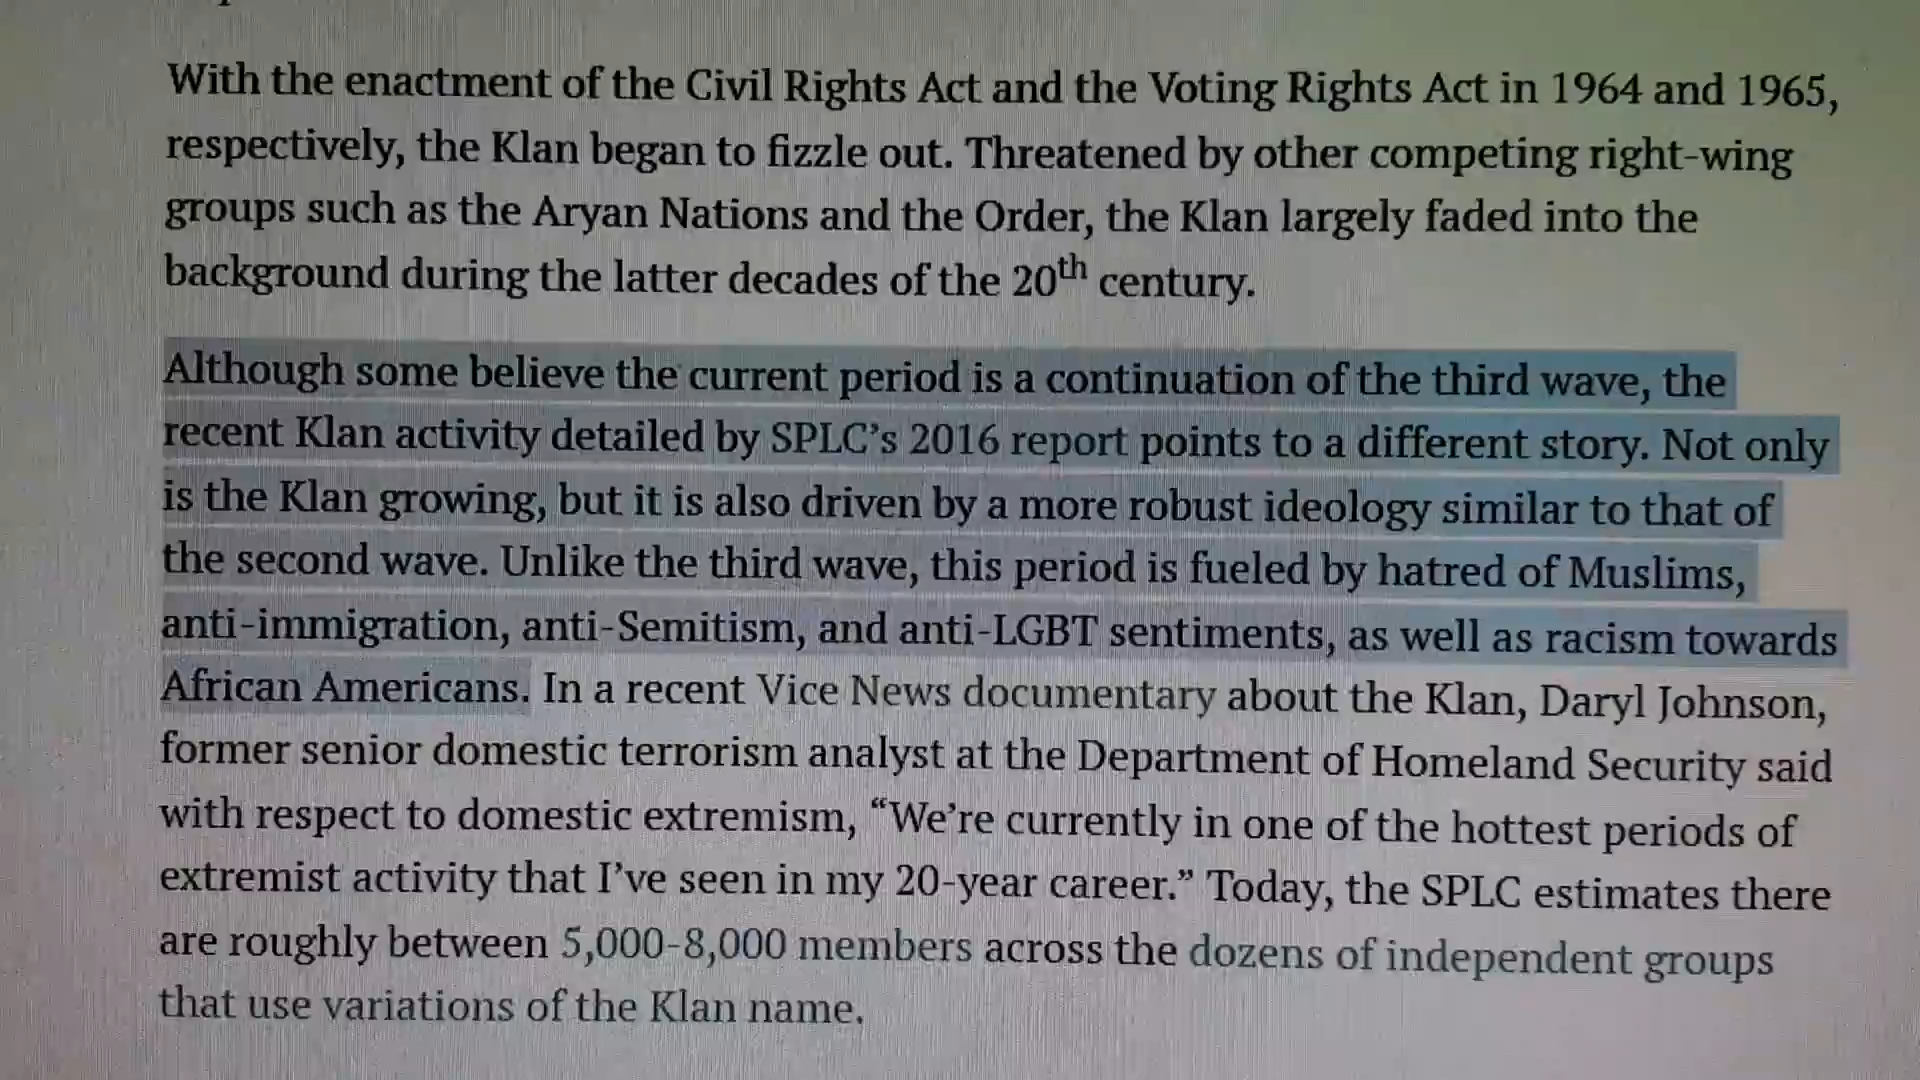 With the enactment of the Civil Rights Act and the Voting Rights Act in 1964 and 1965,
respectively, the Klan began to fizzle out. Threatened by other competing right-wing
groups such as the Aryan Nations and the Order, the Klan largely faded into the
background during the latter decades of the 20th century.
Although some believe the current period is a continuation of the third wave, the
recent Klan activity detailed by SPLC’s 2016 report points to a different story. Not only
is the Klan growing, but it is also driven by a more robust ideology similar to that of
the second wave. Unlike the third wave, this period is fueled by hatred of Muslims,
anti-immigration, anti-Semitism, and anti-LGBT sentiments, as well as racism towards
African Americans. In a recent Vice News documentary about the Klan, Daryl Johnson,
former senior domestic terrorism analyst at the Department of Homeland Security said
with respect to domestic extremism, “We’re currently in one of the hottest periods of
extremist activity that I’ve seen in my 20-year career.” Today, the SPLC estimates there
are roughly between 5,000-8,000 members across the dozens of independent groups
that use variations of the Klan name.